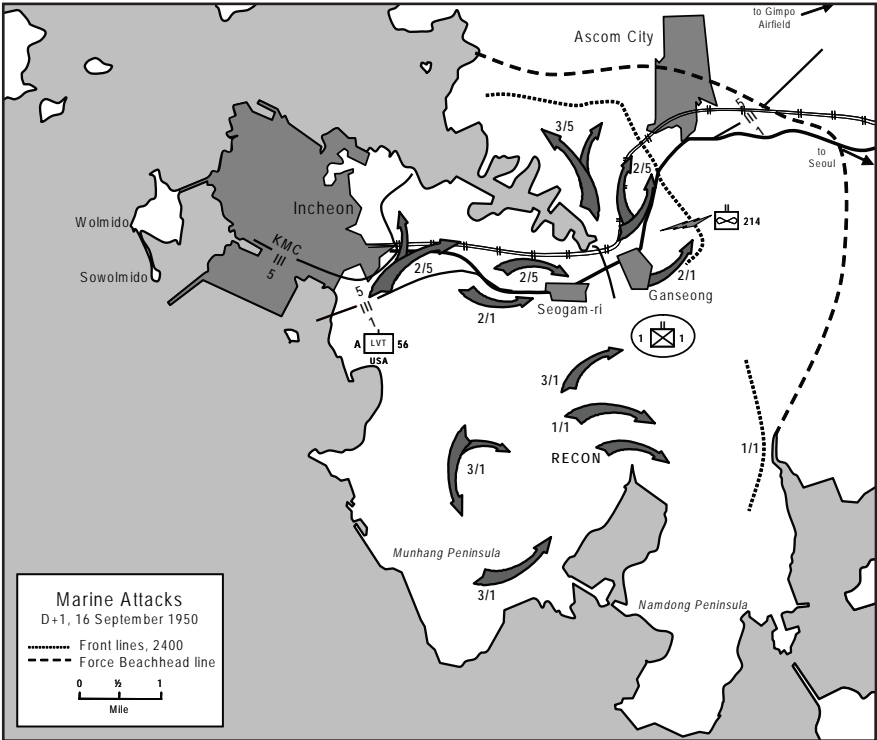 to Gimpo
Airfield
Ascom City
5
III
1
3/5
to
Seoul
2/5
Wolmido
Incheon
II
214
KMC
III
5
Sowolmido
2/5
2/5
2/1
Ganseong
5
III
1
2/1
Seogam-ri
A LVT 56
USA
II
1 1
3/1
1/1
RECON
1/1
3/1
Munhang Peninsula
3/1
Namdong Peninsula
Marine Attacks
D+1, 16 September 1950
Front lines, 2400
Force Beachhead line
0 ½ 1
Mile